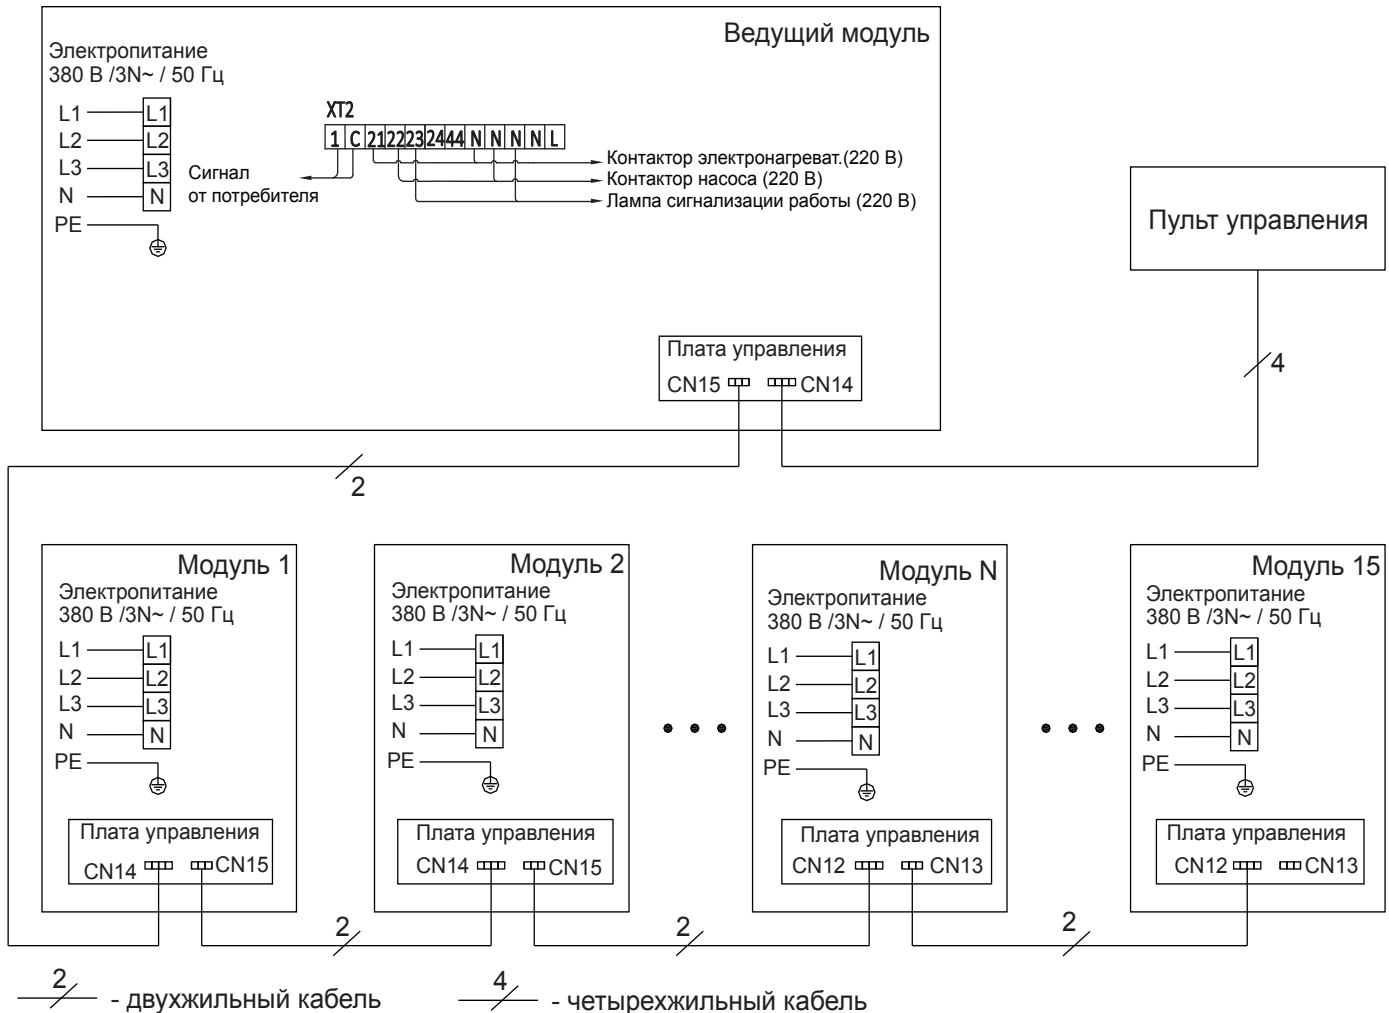 Ведущий модуль
Электропитание
380 В /3N~ / 50 Гц
L1 L1
L2 L2
L3 L3
N N
PE
Сигнал
от потребителя
XT2
1 C 21 22 23 24 44 N N N N L
Контактор электронагреват.(220 В)
Контактор насоса (220 В)
Лампа сигнализации работы (220 В)
Пульт управления
Плата управления
CN15 CN14
4
2
Модуль 1
Электропитание
380 В /3N~ / 50 Гц
L1 L1
L2 L2
L3 L3
N N
PE
Плата управления
CN14 CN15
2
Модуль 2
Электропитание
380 В /3N~ / 50 Гц
L1 L1
L2 L2
L3 L3
N N
PE
Плата управления
CN14 CN15
2
Модуль N
Электропитание
380 В /3N~ / 50 Гц
L1 L1
L2 L2
L3 L3
N N
PE
Плата управления
CN12 CN13
2
Модуль 15
Электропитание
380 В /3N~ / 50 Гц
L1 L1
L2 L2
L3 L3
N N
PE
Плата управления
CN12 CN13
2 - двухжильный кабель
4 - четырехжильный кабель